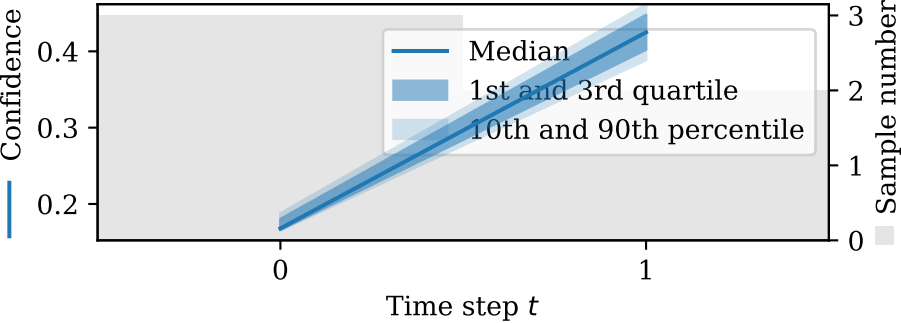 Confidence
0.4
0.3
0.2
Median
1st and 3rd quartile
10th and 90th percentile
3
2
1
0
Sample number
0
1
Time step t